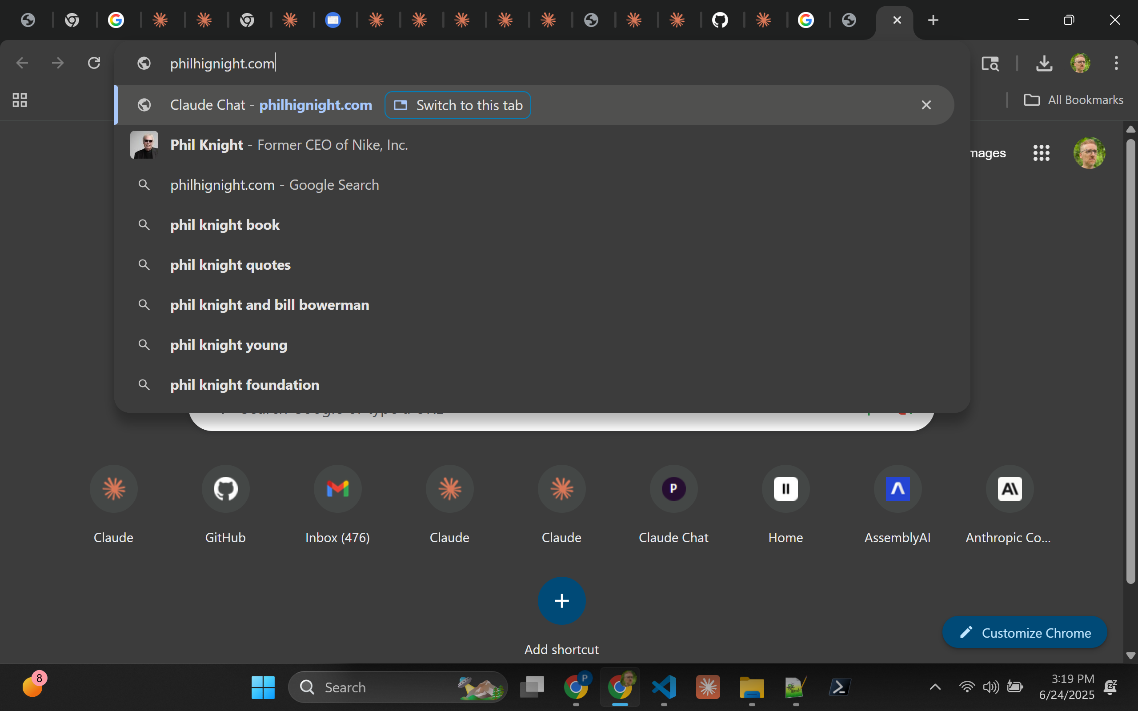 philhignight.com
Claude Chat - philhignight.com Switch to this tab
All Bookmarks
Phil Knight - Former CEO of Nike, Inc.
mages
philhignight.com - Google Search
phil knight book
phil knight quotes
phil knight and bill bowerman
phil knight young
phil knight foundation
P
Claude
GitHub
Inbox (476)
Claude
Claude
Claude Chat
Home
AssemblyAI
Anthropic Co...
Add shortcut
Customize Chrome
8
Search
P
3:19 PM
6/24/2025